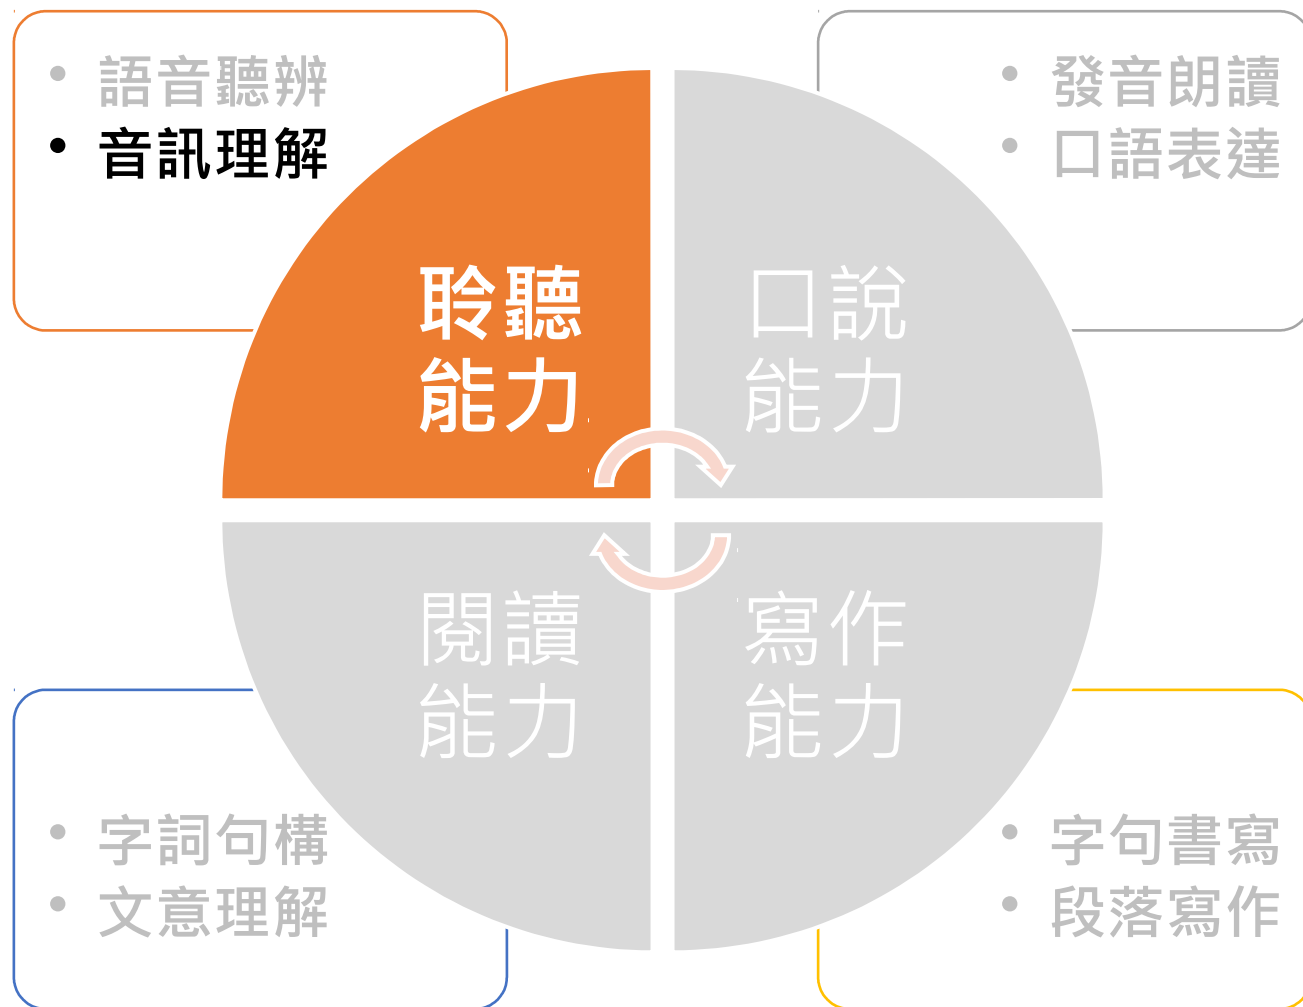 • 語音聽辨
• 音訊理解
• 發音朗讀
• 口語表達
聆聽
能力
口說
能力
閱讀
能力
寫作
能力
• 字詞句構
• 文意理解
• 字句書寫
• 段落寫作